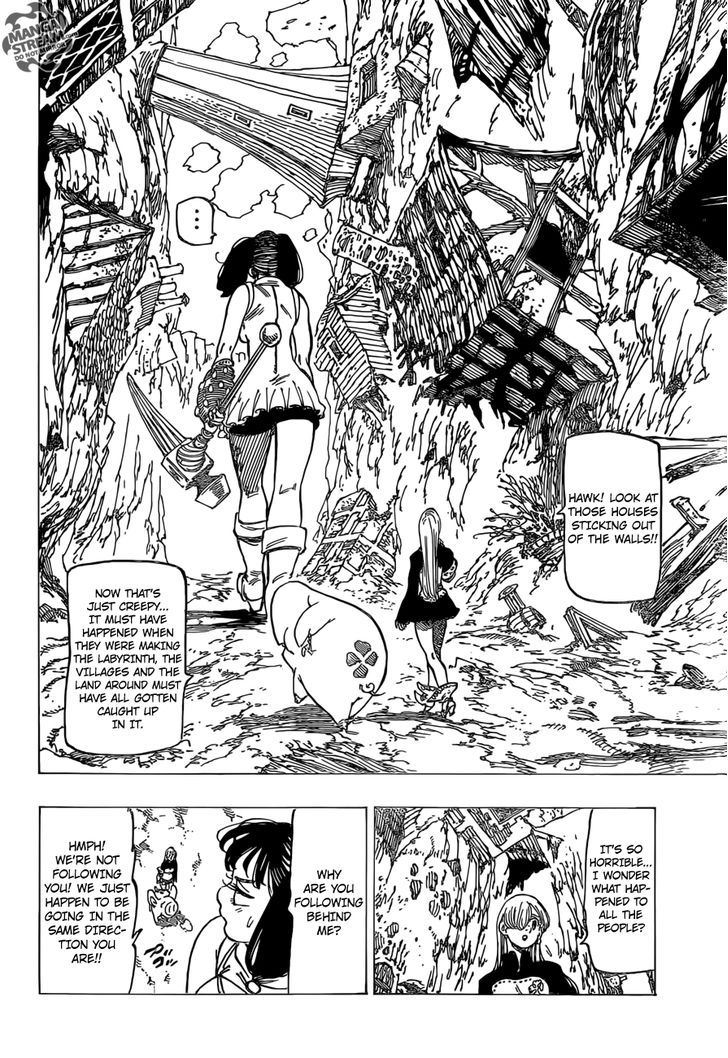 MANGA
STREAM
HAWK! LOOK AT
THOSE HOUSES
STICKING OUT
OF THE WALLS!!
...
NOW THAT'S
JUST CREEPY...
IT MUST HAVE
HAPPENED WHEN
THEY WERE MAKING
THE LABYRINTH, THE
VILLAGES AND THE
LAND AROUND MUST
HAVE ALL GOTTEN
CAUGHT UP
IN IT.
IT'S SO
HORRIBLE...
I WONDER
WHAT HAP-
PENED TO
ALL THE
PEOPLE?
WHY
ARE YOU
FOLLOWING
BEHIND
ME?
HMPH!
WE'RE NOT
FOLLOWING
YOU! WE JUST
HAPPEN TO BE
GOING IN THE
SAME DIREC-
TION YOU
ARE!!